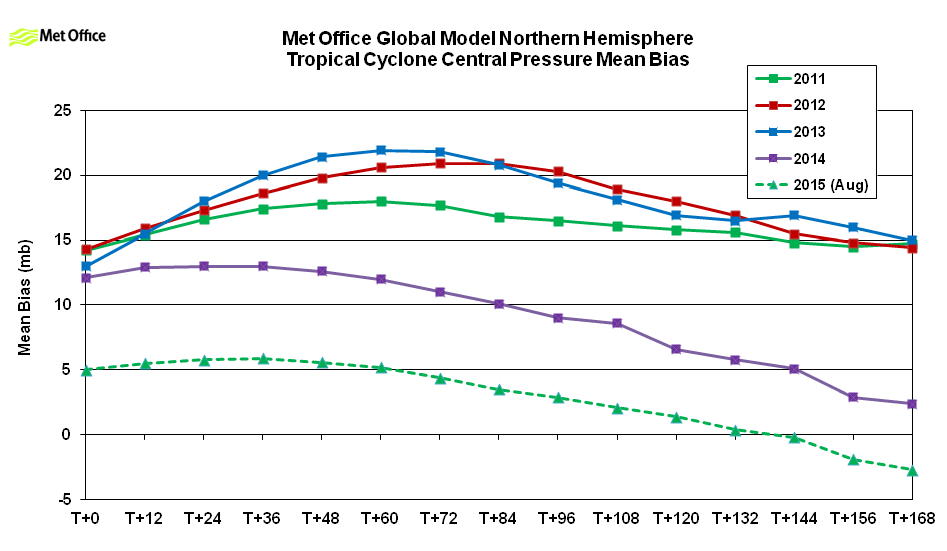 Met Office
Met Office Global Model Northern Hemisphere
Tropical Cyclone Central Pressure Mean Bias
2011
2012
2013
2014
2015 (Aug)
Mean Bias (mb)
25
20
15
10
5
0
-5
T+0 T+12 T+24 T+36 T+48 T+60 T+72 T+84 T+96 T+108 T+120 T+132 T+144 T+156 T+168